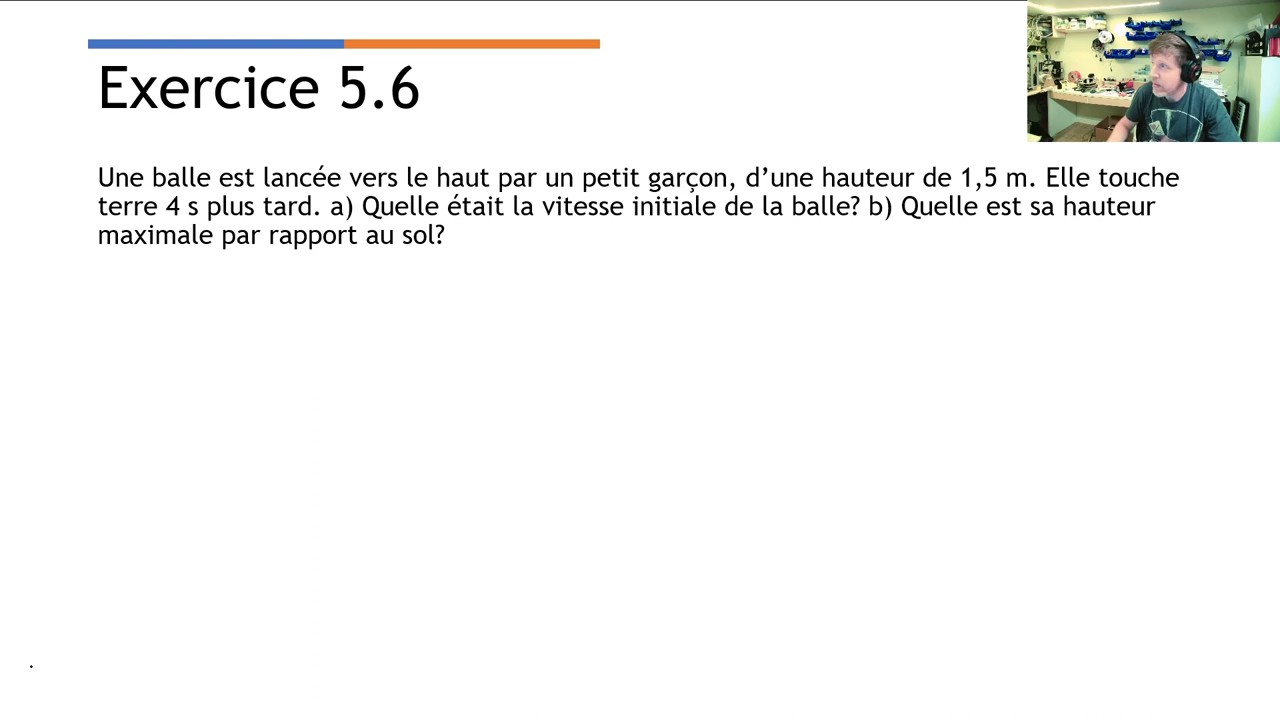 Exercice 5.6
Une balle est lancée vers le haut par un petit garçon, d’une hauteur de 1,5 m. Elle touche
terre 4 s plus tard. a) Quelle était la vitesse initiale de la balle? b) Quelle est sa hauteur
maximale par rapport au sol?